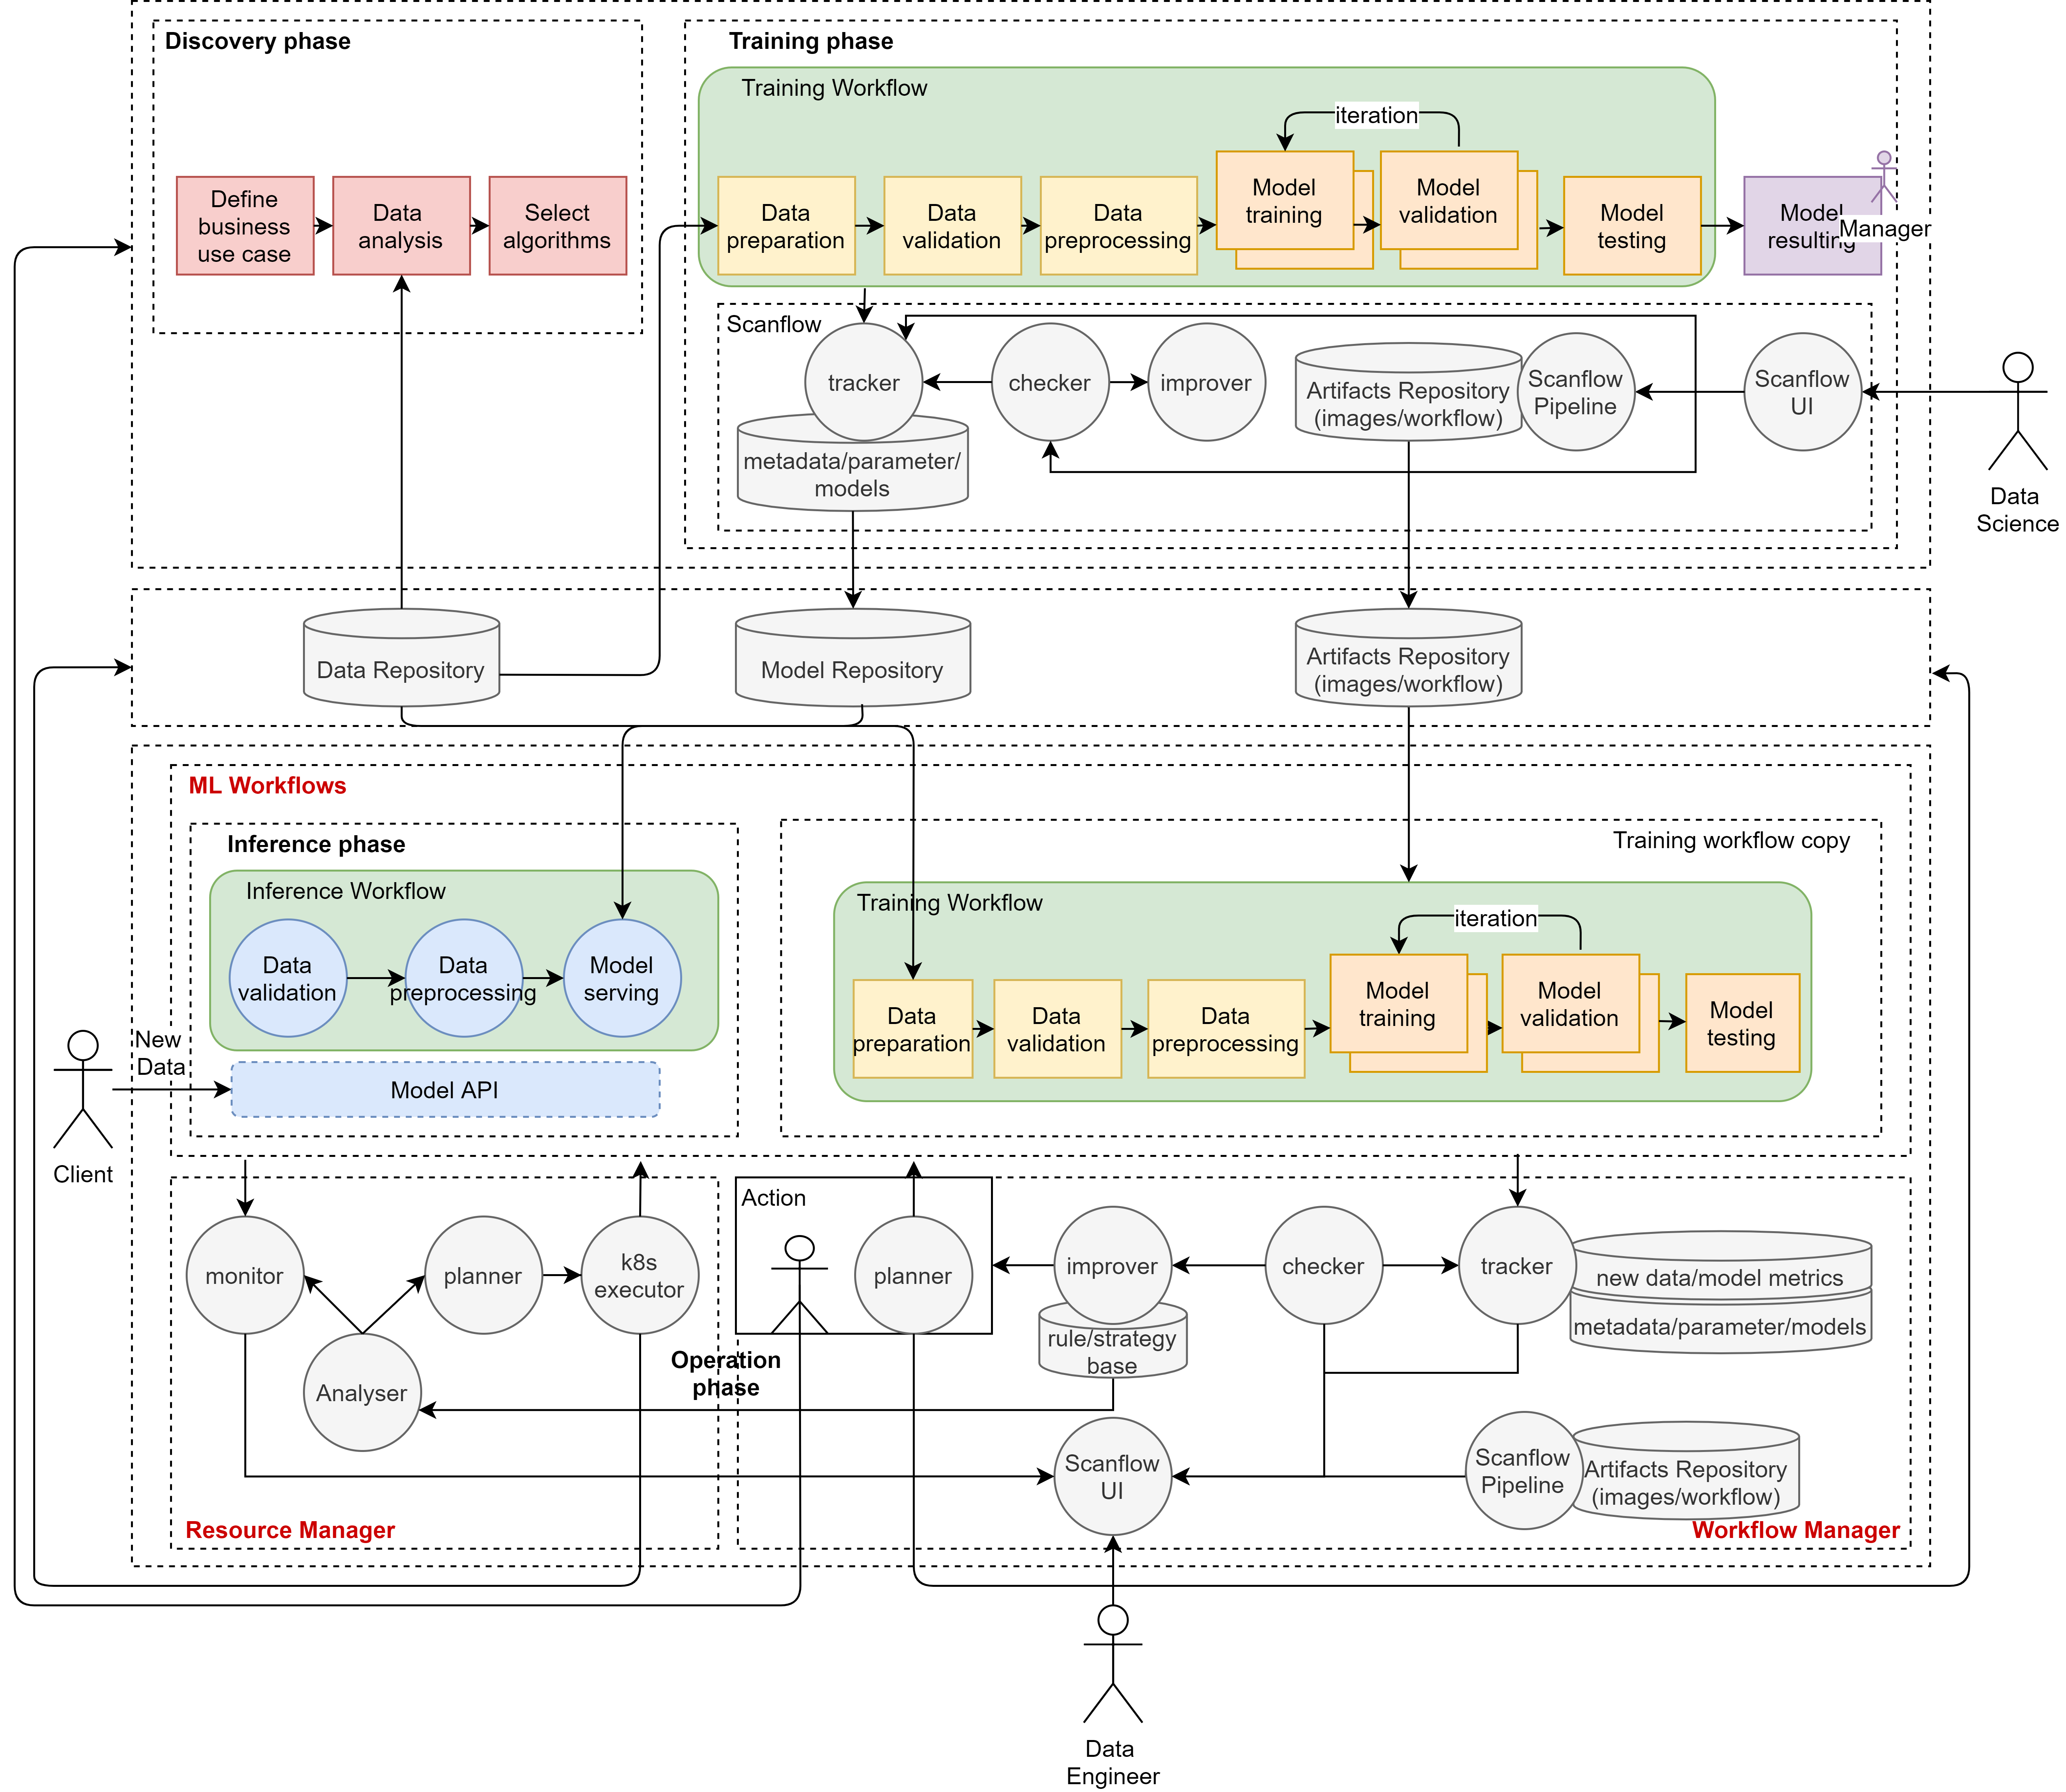 Discovery phase
Define
business
use case
Data
analysis
Select
algorithms
Training phase
Training Workflow
iteration
Data
preparation
Data
validation
Data
preprocessing
Model
training
Model
validation
Model
testing
Model
resulting
Manager
Scanflow
tracker
checker
improver
Artifacts Repository
(images/workflow)
Scanflow
Pipeline
Scanflow
UI
metadata/parameter/
models
Data
Science
Data Repository
Model Repository
Artifacts Repository
(images/workflow)
ML Workflows
Inference phase
Inference Workflow
Data
validation
Data
preprocessing
Model
serving
Model API
New
Data
Client
Training workflow copy
Training Workflow
iteration
Data
preparation
Data
validation
Data
preprocessing
Model
training
Model
validation
Model
testing
monitor
planner
k8s
executor
Analyser
Resource Manager
Operation
phase
Action
planner
improver
rule/strategy
base
checker
tracker
new data/model metrics
metadata/parameter/models
Scanflow
UI
Scanflow
Pipeline
Artifacts Repository
(images/workflow)
Workflow Manager
Data
Engineer